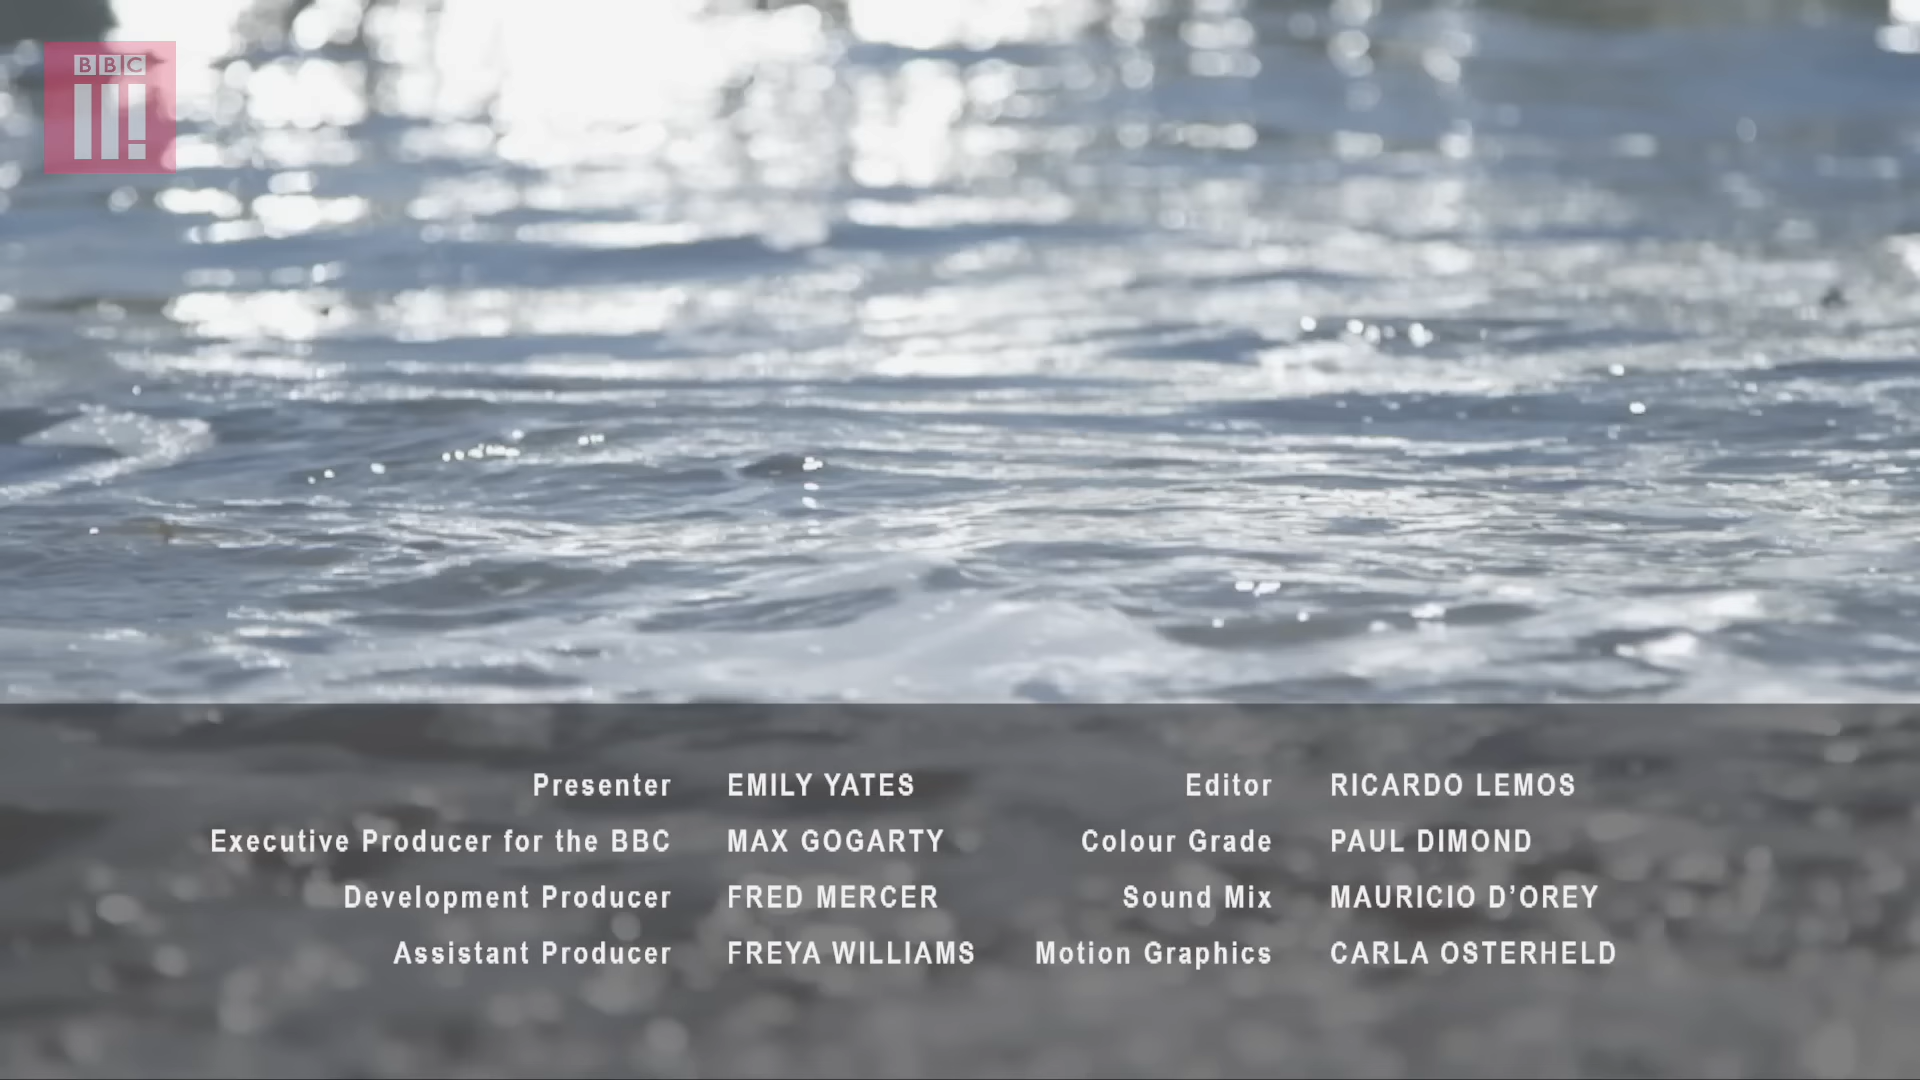 BBC
Presenter EMILY YATES
Executive Producer for the BBC MAX GOGARTY
Development Producer FRED MERCER
Assistant Producer FREYA WILLIAMS
Editor RICARDO LEMOS
Colour Grade PAUL DIMOND
Sound Mix MAURICIO D’OREY
Motion Graphics CARLA OSTERHELD